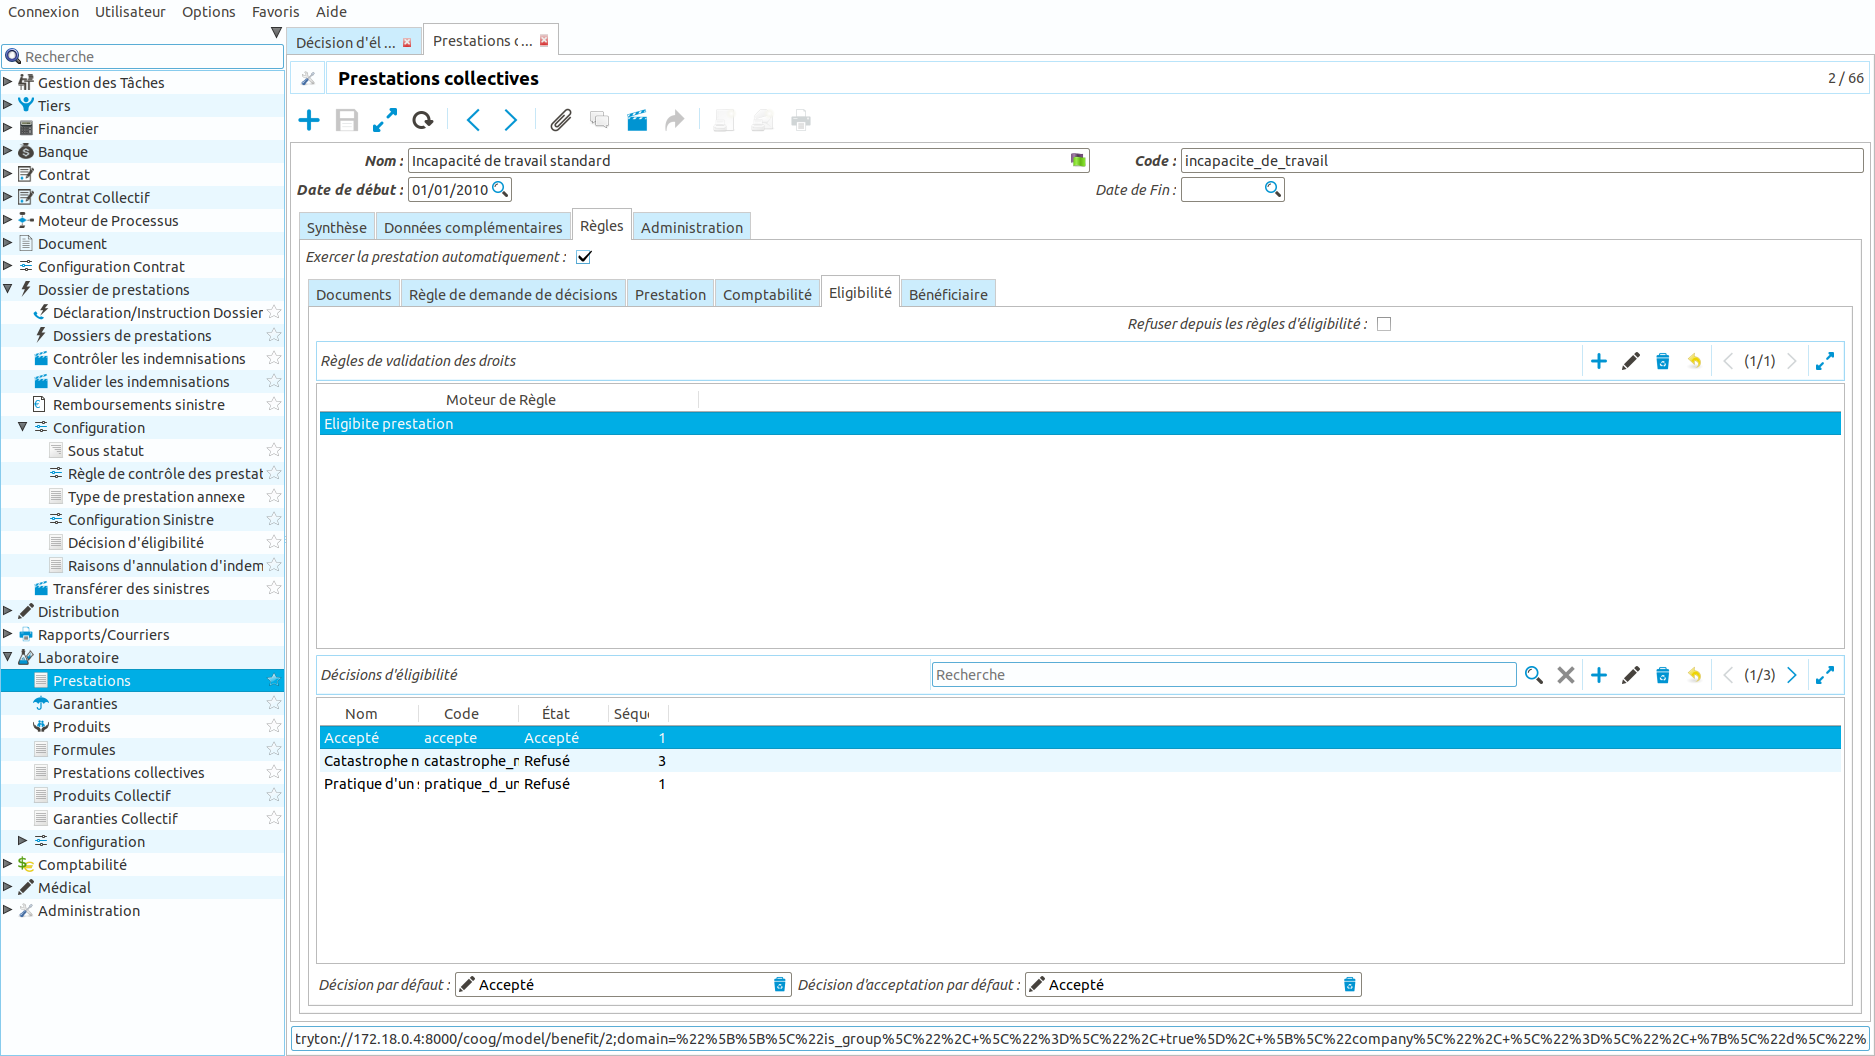 Connexion Utilisateur Options Favoris Aide
Recherche
Gestion des Tâches
Tiers
Financier
Banque
Contrat
Contrat Collectif
Moteur de Processus
Document
Configuration Contrat
Dossier de prestations
Déclaration/Instruction Dossier
Dossiers de prestations
Contrôler les indemnisations
Valider les indemnisations
Remboursements sinistre
Configuration
Sous statut
Règle de contrôle des prestat
Type de prestation annexe
Configuration Sinistre
Décision d'éligibilité
Raisons d'annulation d'indem
Transférer des sinistres
Distribution
Rapports/Courriers
Laboratoire
Prestations
Garanties
Produits
Formules
Prestations collectives
Produits Collectif
Garanties Collectif
Configuration
Comptabilité
Médical
Administration
Décision d'él ... Prestations c ...
Prestations collectives 2 / 66
Nom : Incapacité de travail standard Code : incapacite_de_travail
Date de début : 01/01/2010 Date de Fin :
Synthèse Données complémentaires Règles Administration
Exercer la prestation automatiquement :
Documents Règle de demande de décisions Prestation Comptabilité Eligibilité Bénéficiaire
Refuser depuis les règles d'éligibilité :
Règles de validation des droits (1/1)
Moteur de Règle
Eligibite prestation
Décisions d'éligibilité Recherche (1/3)
Nom Code État Séqu
Accepté accepte Accepté 1
Catastrophe n catastrophe_n Refusé 3
Pratique d'un s pratique_d_un Refusé 1
Décision par défaut : Accepté Décision d'acceptation par défaut : Accepté
tryton://172.18.0.4:8000/coog/model/benefit/2;domain=%22%5B%5B%5C%22is_group%5C%22%2C+%5C%22%3D%5C%22%2C+true%5D%2C+%5B%5C%22company%5C%22%2C+%5C%22%3D%5C%22%2C+%7B%5C%22d%5C%22%